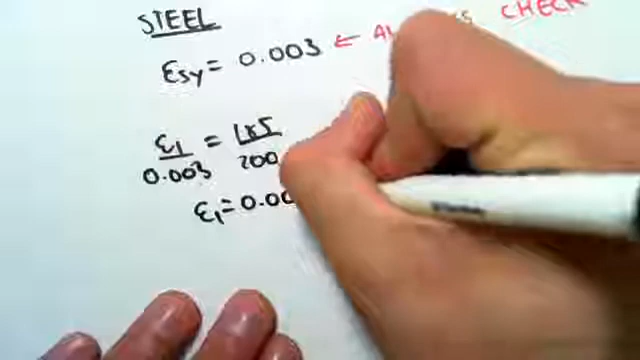 STEEL
CHECK
εsy = 0.003 ←
ε1 = 185
0.003 200
ε1 = 0.00